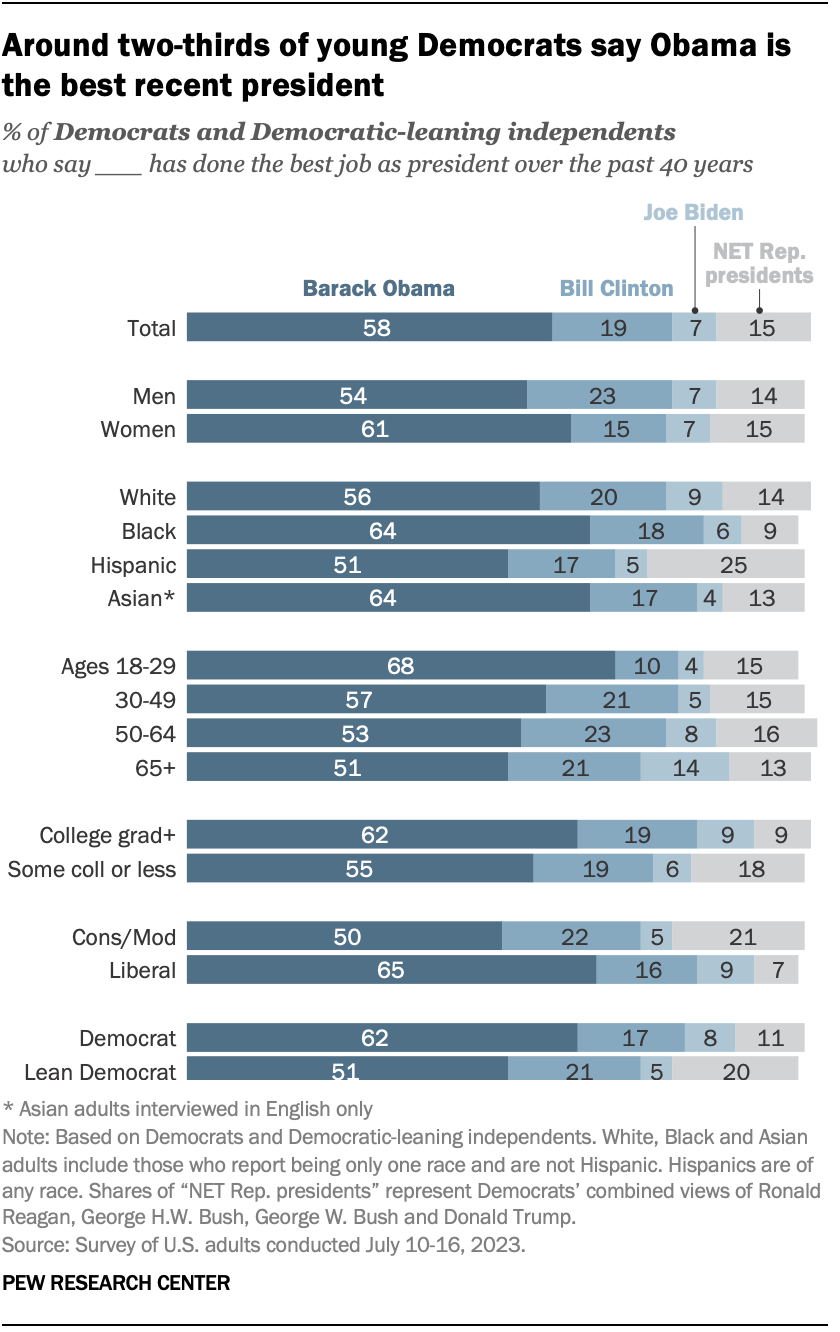 Around two-thirds of young Democrats say Obama is
the best recent president
% of Democrats and Democratic-leaning independents
who say ___ has done the best job as president over the past 40 years
Joe Biden
NET Rep.
presidents
Barack Obama Bill Clinton
Total 58 19 7 15
Men 54 23 7 14
Women 61 15 7 15
White 56 20 9 14
Black 64 18 6 9
Hispanic 51 17 5 25
Asian* 64 17 4 13
Ages 18-29 68 10 4 15
30-49 57 21 5 15
50-64 53 23 8 16
65+ 51 21 14 13
College grad+ 62 19 9 9
Some coll or less 55 19 6 18
Cons/Mod 50 22 5 21
Liberal 65 16 9 7
Democrat 62 17 8 11
Lean Democrat 51 21 5 20
* Asian adults interviewed in English only
Note: Based on Democrats and Democratic-leaning independents. White, Black and Asian
adults include those who report being only one race and are not Hispanic. Hispanics are of
any race. Shares of “NET Rep. presidents” represent Democrats’ combined views of Ronald
Reagan, George H.W. Bush, George W. Bush and Donald Trump.
Source: Survey of U.S. adults conducted July 10-16, 2023.
PEW RESEARCH CENTER